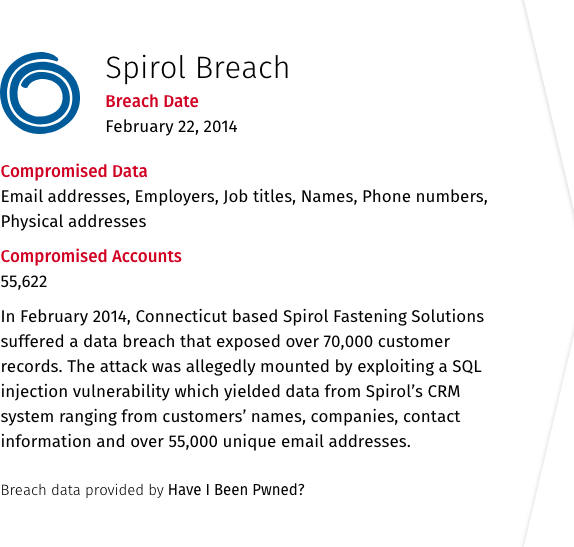 Spirol Breach
Breach Date
February 22, 2014
Compromised Data
Email addresses, Employers, Job titles, Names, Phone numbers,
Physical addresses
Compromised Accounts
55,622
In February 2014, Connecticut based Spirol Fastening Solutions
suffered a data breach that exposed over 70,000 customer
records. The attack was allegedly mounted by exploiting a SQL
injection vulnerability which yielded data from Spirol’s CRM
system ranging from customers’ names, companies, contact
information and over 55,000 unique email addresses.
Breach data provided by Have I Been Pwned?